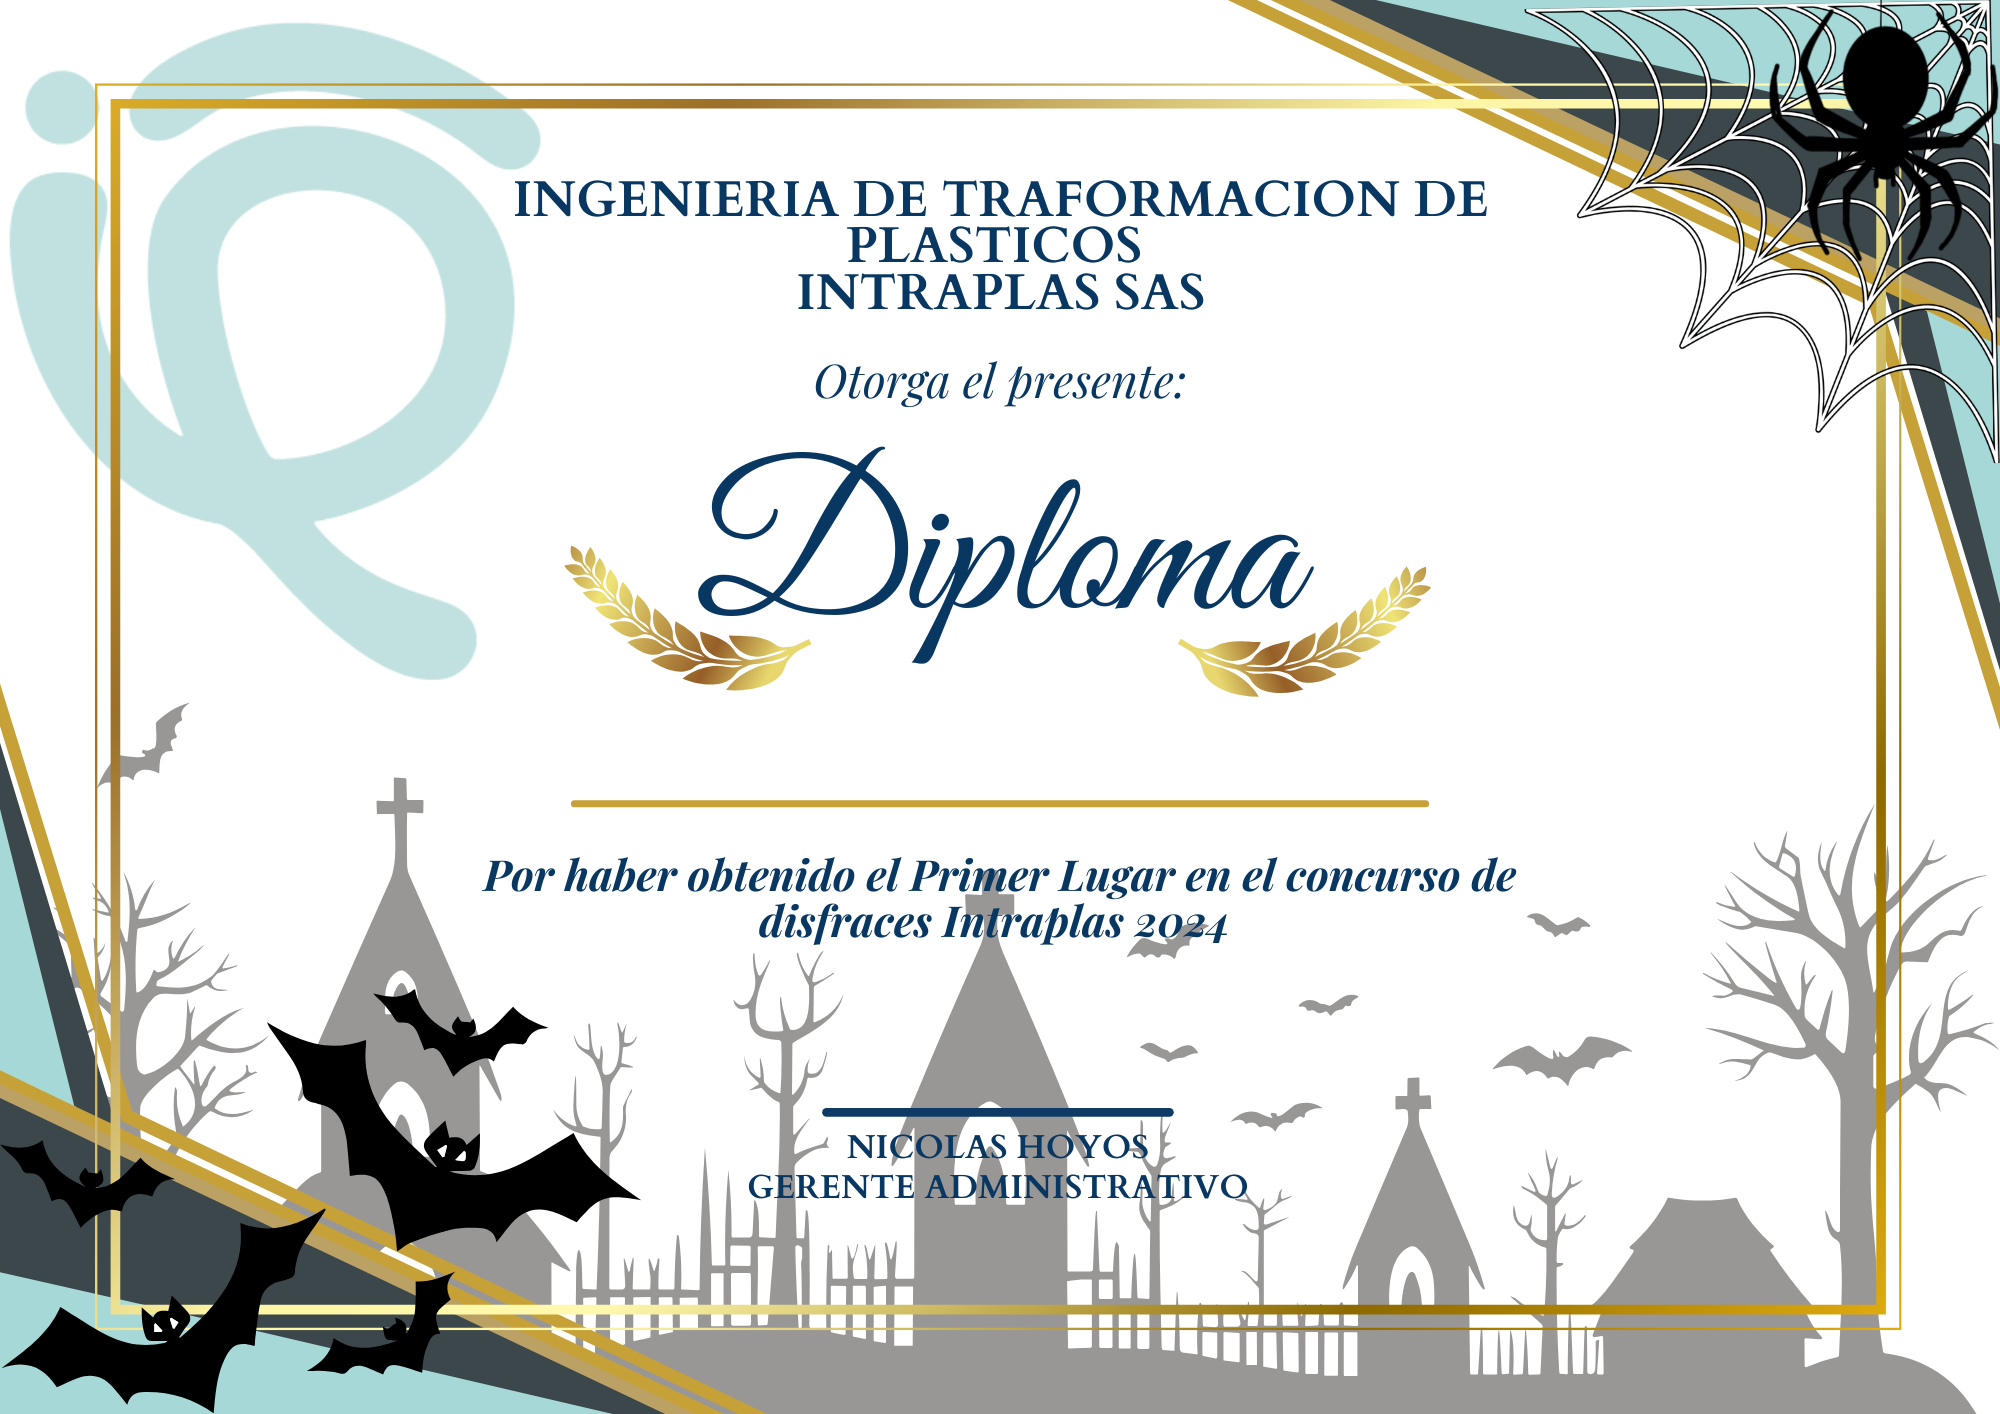 INGENIERIA DE TRAFORMACION DE
PLASTICOS
INTRAPLAS SAS
Otorga el presente:
Diploma
Por haber obtenido el Primer Lugar en el concurso de
disfraces Intraplas 2024
NICOLAS HOYOS
GERENTE ADMINISTRATIVO